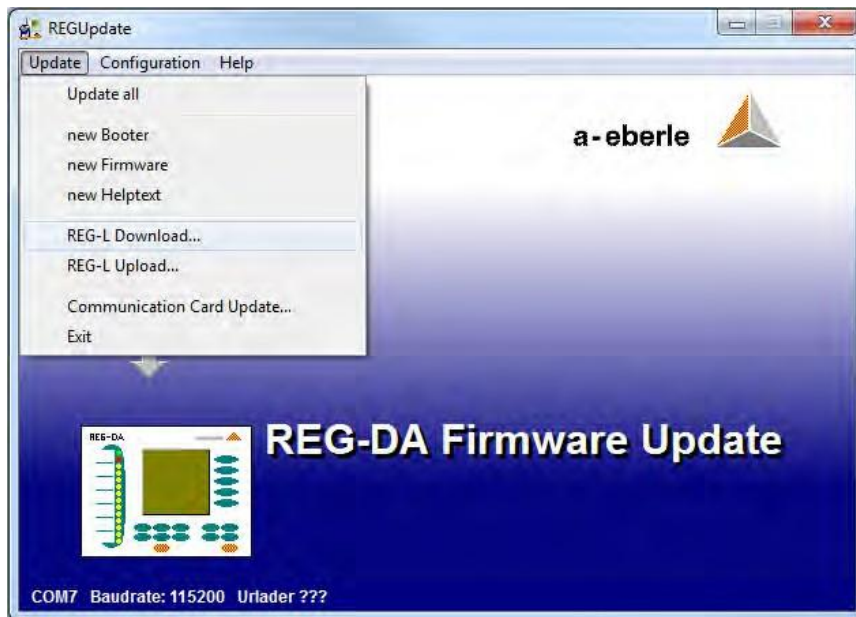 REGUpdate
Update Configuration Help
Update all
new Booter
new Firmware
new Helptext
REG-L Download...
REG-L Upload...
Communication Card Update...
Exit
a-eberle
REG-DA
REG-DA Firmware Update
COM7 Baudrate: 115200 Urlader ???